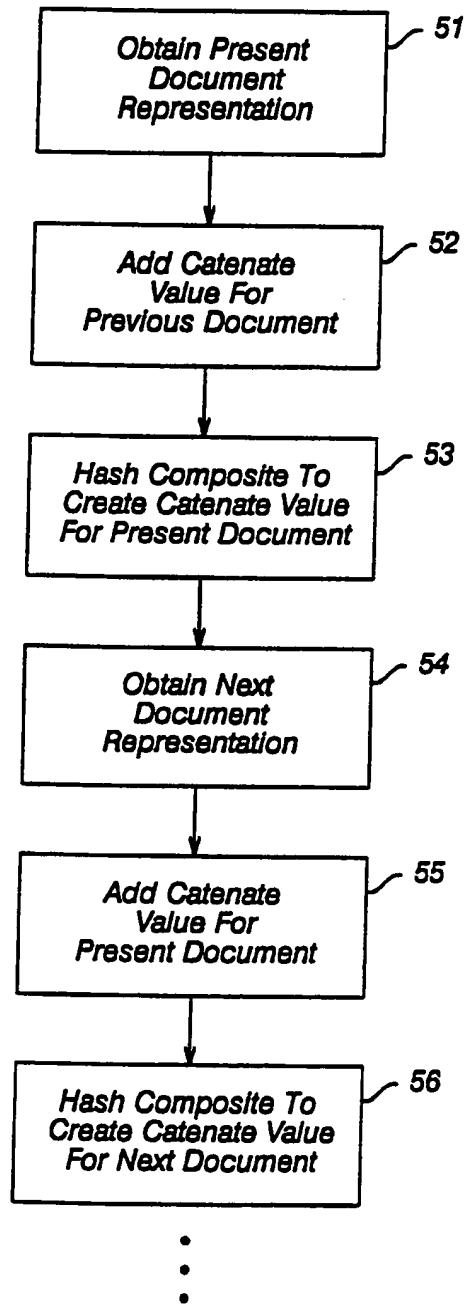 51
Obtain Present
Document
Representation
52
Add Catenate
Value For
Previous Document
53
Hash Composite To
Create Catenate Value
For Present Document
54
Obtain Next
Document
Representation
55
Add Catenate
Value For
Present Document
56
Hash Composite To
Create Catenate Value
For Next Document